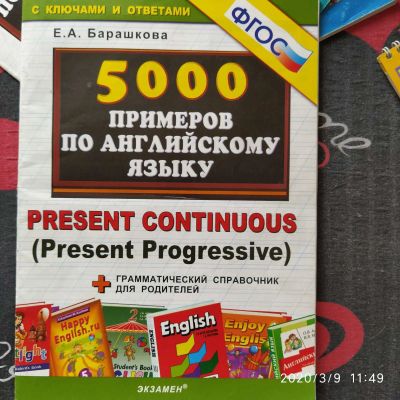 С КЛЮЧАМИ И ОТВЕТАМИ
ФГОС
Е.А. Барашкова
5000
ПРИМЕРОВ
ПО АНГЛИЙСКОМУ
ЯЗЫКУ
PRESENT CONTINUOUS
(Present Progressive)
+ ГРАММАТИЧЕСКИЙ СПРАВОЧНИК
ДЛЯ РОДИТЕЛЕЙ
Happy
English.ru
English
Enjoy
English
Student's Book
ЭКЗАМЕН®
2020/3/9 11:49